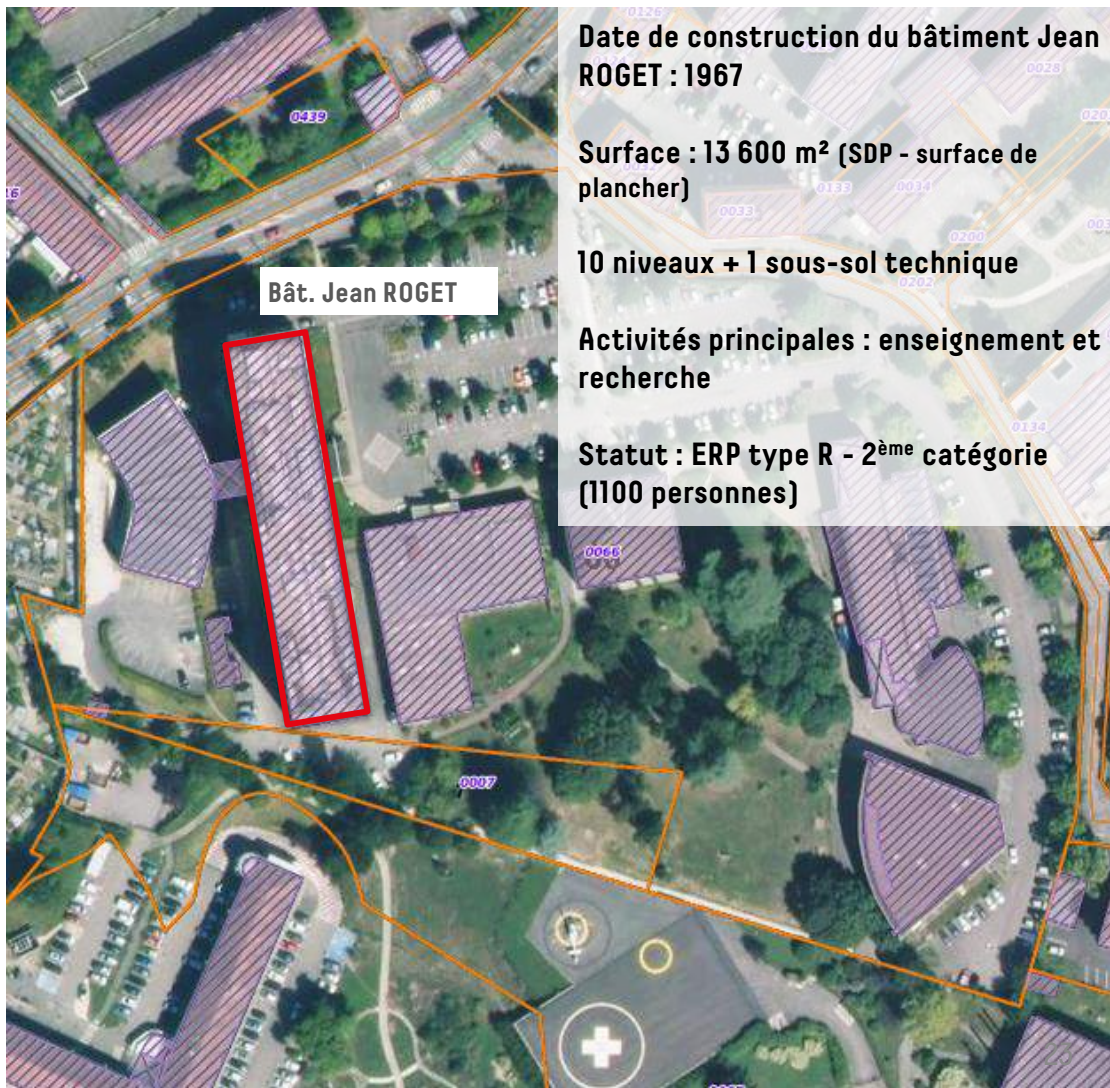 Date de construction du bâtiment Jean
ROGET : 1967
Surface : 13 600 m² (SDP - surface de
plancher)
10 niveaux + 1 sous-sol technique
Activités principales : enseignement et
recherche
Statut : ERP type R - 2ème catégorie
(1100 personnes)
0126
0028
0439
0032
0133
0034
0033
0200
0202
Bât. Jean ROGET
0134
0066
0007